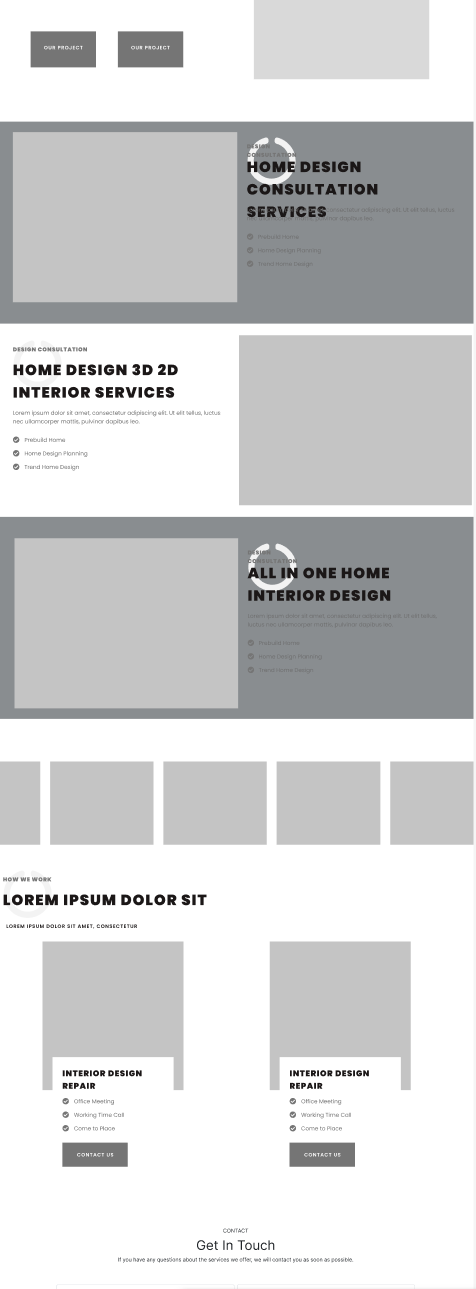 OUR PROJECT
OUR PROJECT
DESIGN
CONSULTATION
HOME DESIGN
CONSULTATION
SERVICES
consectetur adipiscing elit. Ut elit tellus, luctus
nec ullamcorper mattis, pulvinar dapibus leo.
Prebuild Home
Home Design Planning
Trend Home Design
DESIGN CONSULTATION
HOME DESIGN 3D 2D
INTERIOR SERVICES
Lorem ipsum dolor sit amet, consectetur adipiscing elit. Ut elit tellus, luctus
nec ullamcorper mattis, pulvinar dapibus leo.
Prebuild Home
Home Design Planning
Trend Home Design
DESIGN
CONSULTATION
ALL IN ONE HOME
INTERIOR DESIGN
Lorem ipsum dolor sit amet, consectetur adipiscing elit. Ut elit tellus,
luctus nec ullamcorper mattis, pulvinar dapibus leo.
Prebuild Home
Home Design Planning
Trend Home Design
HOW WE WORK
LOREM IPSUM DOLOR SIT
LOREM IPSUM DOLOR SIT AMET, CONSECTETUR
INTERIOR DESIGN
REPAIR
Office Meeting
Working Time Call
Come to Place
CONTACT US
INTERIOR DESIGN
REPAIR
Office Meeting
Working Time Call
Come to Place
CONTACT US
CONTACT
Get In Touch
If you have any questions about the services we offer, we will contact you as soon as possible.